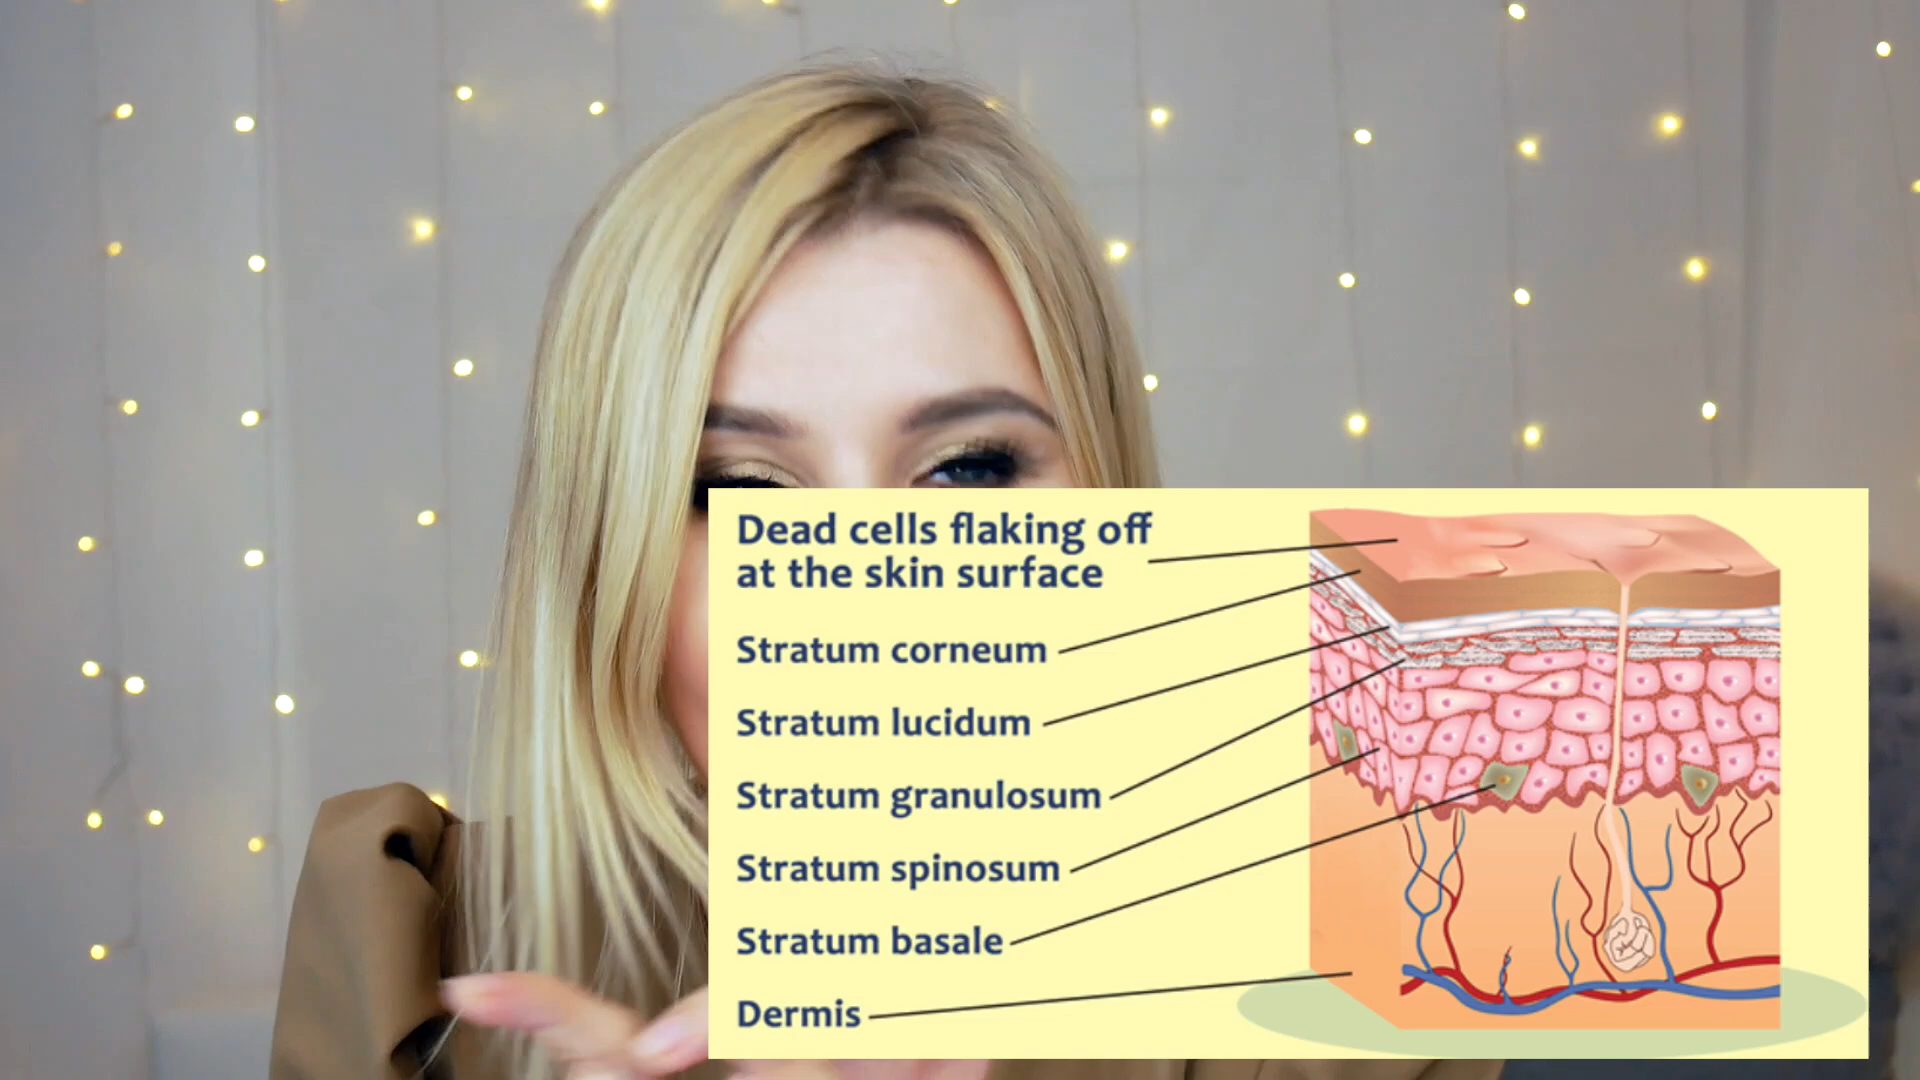 Dead cells flaking off
at the skin surface
Stratum corneum
Stratum lucidum
Stratum granulosum
Stratum spinosum
Stratum basale
Dermis